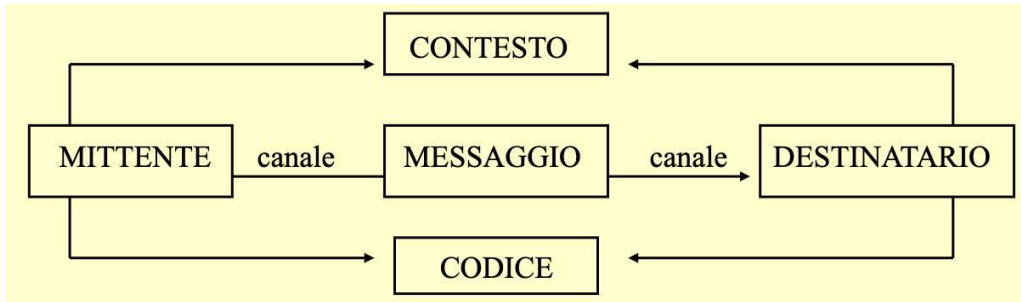 CONTESTO
MITTENTE canale MESSAGGIO canale DESTINATARIO
CODICE